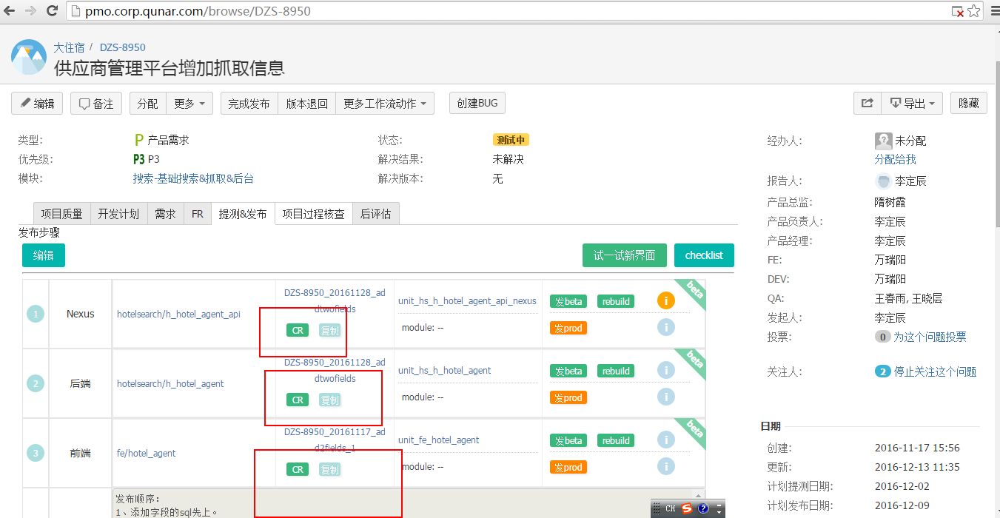 pmo.corp.qunar.com/browse/DZS-8950
大住宿 / DZS-8950
供应商管理平台增加抓取信息
编辑 备注 分配 更多 完成发布 版本退回 更多工作流动作 创建BUG 导出 隐藏
类型: P 产品需求 状态: 测试中
优先级: P3 P3 解决结果: 未解决
模块: 搜索-基础搜索&抓取&后台 解决版本: 无
项目质量 开发计划 需求 FR 提测&发布 项目过程核查 后评估
发布步骤
编辑 试一试新界面 checklist
1 Nexus hotelsearch/h_hotel_agent_api
DZS-8950_20161128_ad
dtwofields
CR 复制
unit_hs_h_hotel_agent_api_nexus
module: --
发beta rebuild i
发prod i
beta
2 后端 hotelsearch/h_hotel_agent
DZS-8950_20161128_ad
dtwofields
CR 复制
unit_hs_h_hotel_agent
module: --
发beta rebuild i
发prod i
beta
3 前端 fe/hotel_agent
DZS-8950_20161117_ad
d2fields_1
CR 复制
unit_fe_hotel_agent
module: --
发beta rebuild i
发prod i
beta
发布顺序：
1、添加字段的sql先上。
经办人: 未分配
分配给我
报告人: 李定辰
产品总监: 隋树霞
产品负责人: 李定辰
产品经理: 李定辰
FE: 万瑞阳
DEV: 万瑞阳
QA: 王春雨, 王晓层
发起人: 李定辰
投票: 0 为这个问题投票
关注人: 2 停止关注这个问题
日期
创建: 2016-11-17 15:56
更新: 2016-12-13 11:35
计划提测日期: 2016-12-02
计划发布日期: 2016-12-09
CH S ?